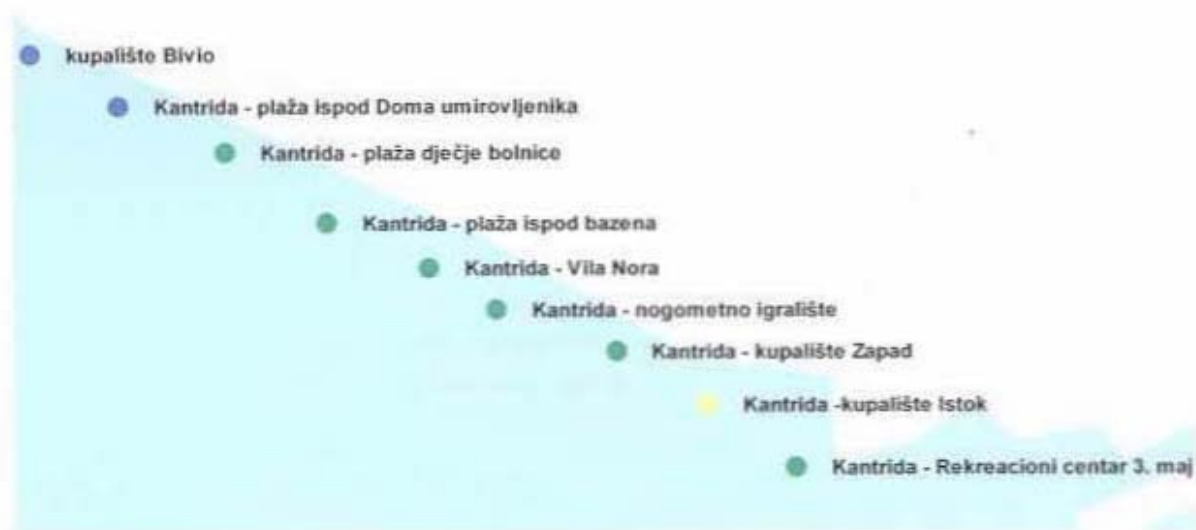 kupalište Bivio
Kantrida - plaža ispod Doma umirovljenika
Kantrida - plaža dječje bolnice
Kantrida - plaža ispod bazena
Kantrida - Vila Nora
Kantrida - nogometno igralište
Kantrida - kupalište Zapad
Kantrida -kupalište Istok
Kantrida - Rekreacioni centar 3. maj